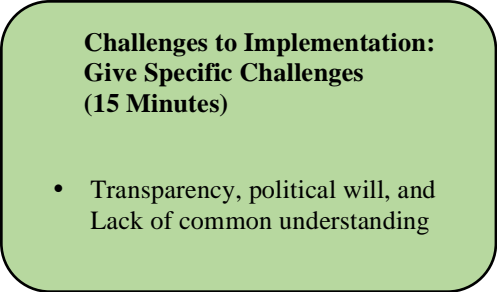 Challenges to Implementation:
Give Specific Challenges
(15 Minutes)
• Transparency, political will, and
Lack of common understanding